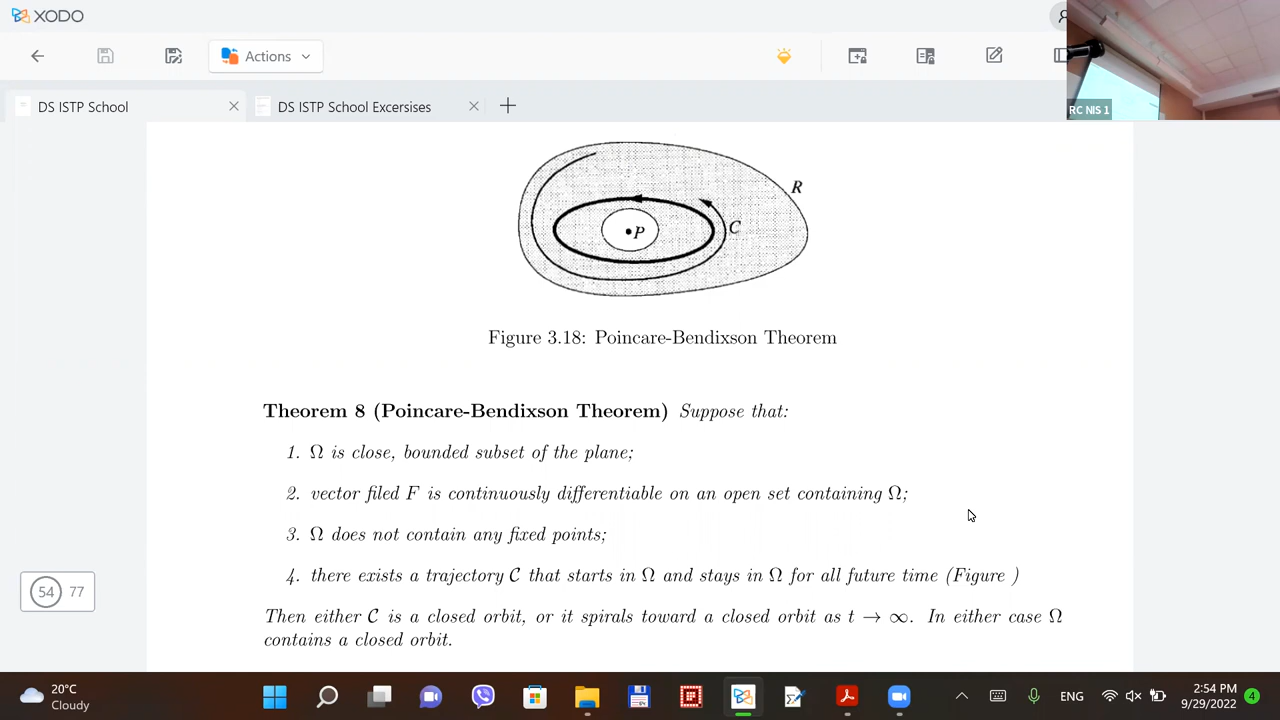 XODO
Actions
RC NIS 1
DS ISTP School
DS ISTP School Excersises
R
C
P
Figure 3.18: Poincare-Bendixson Theorem
Theorem 8 (Poincare-Bendixson Theorem) Suppose that:
1. Ω is close, bounded subset of the plane;
2. vector filed F is continuously differentiable on an open set containing Ω;
3. Ω does not contain any fixed points;
4. there exists a trajectory C that starts in Ω and stays in Ω for all future time (Figure )
54 77
Then either C is a closed orbit, or it spirals toward a closed orbit as t → ∞. In either case Ω
contains a closed orbit.
20°C
Cloudy
ENG
2:54 PM
9/29/2022
4